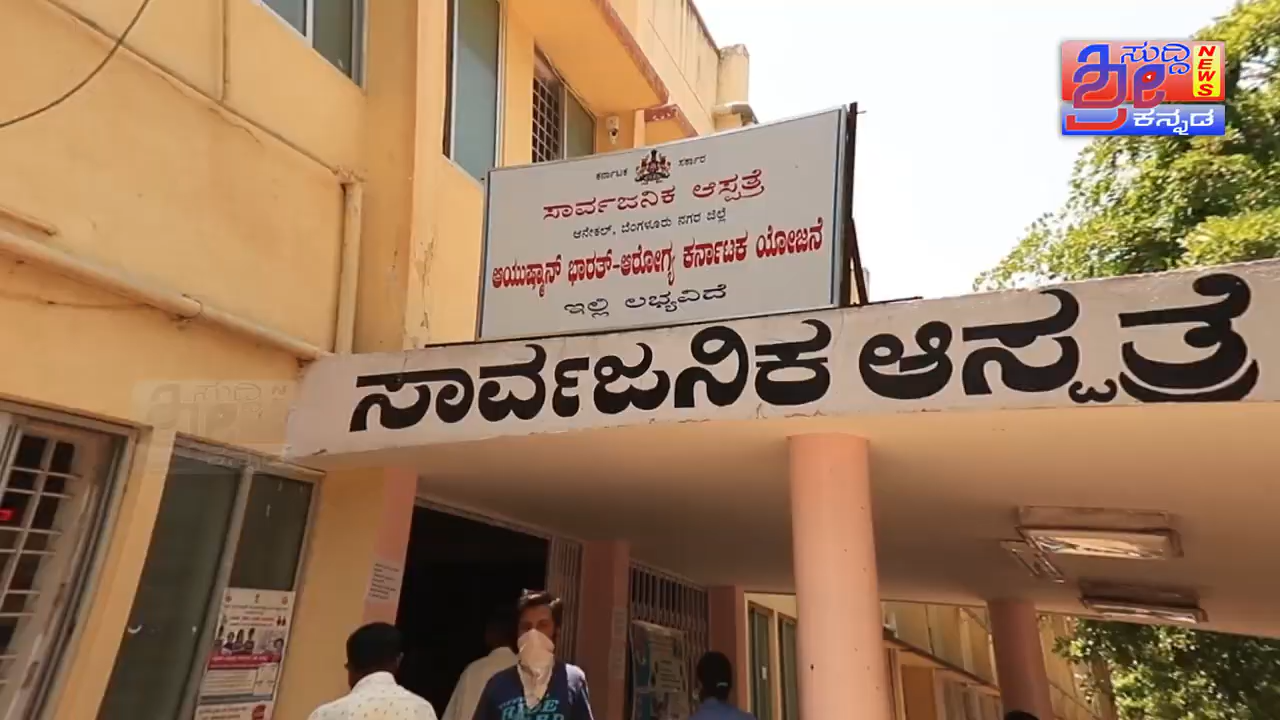 ಶ್ರೀ ಸುದ್ದಿ NEWS
ಕನ್ನಡ
ಕರ್ನಾಟಕ ಸರ್ಕಾರ
ಸಾರ್ವಜನಿಕ ಆಸ್ಪತ್ರೆ
ಆನೇಕಲ್, ಬೆಂಗಳೂರು ನಗರ ಜಿಲ್ಲೆ
ಆಯುಷ್ಮಾನ್ ಭಾರತ್-ಆರೋಗ್ಯ ಕರ್ನಾಟಕ ಯೋಜನೆ
ಇಲ್ಲಿ ಲಭ್ಯವಿದೆ
ಸಾರ್ವಜನಿಕ ಆಸ್ಪತ್ರೆ